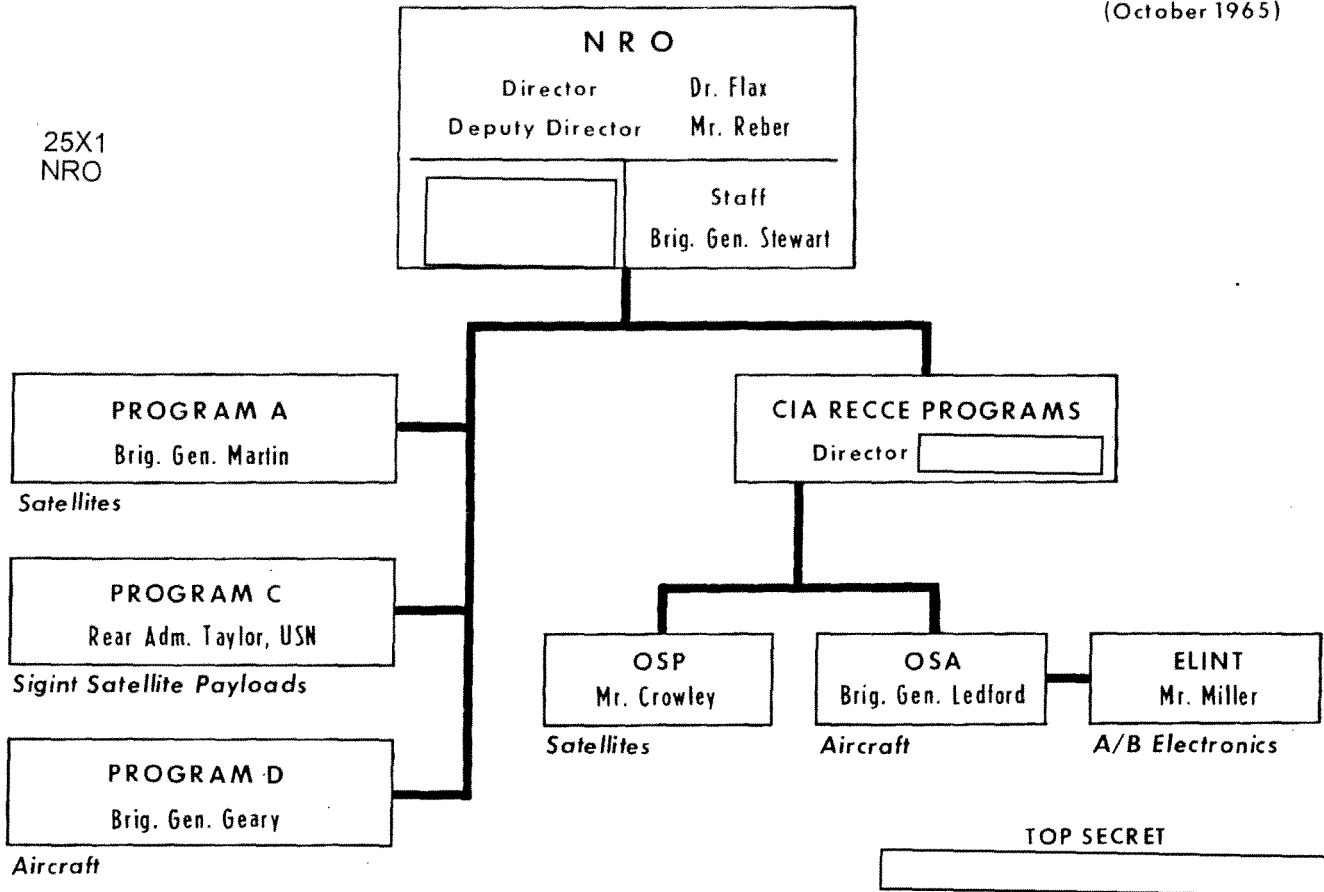 (October 1965)
NRO
Director Dr. Flax
Deputy Director Mr. Reber
25X1
NRO
Staff
Brig. Gen. Stewart
PROGRAM A
Brig. Gen. Martin
Satellites
CIA RECCE PROGRAMS
Director
PROGRAM C
Rear Adm. Taylor, USN
Sigint Satellite Payloads
OSP
Mr. Crowley
Satellites
OSA
Brig. Gen. Ledford
Aircraft
ELINT
Mr. Miller
A/B Electronics
PROGRAM D
Brig. Gen. Geary
Aircraft
TOP SECRET